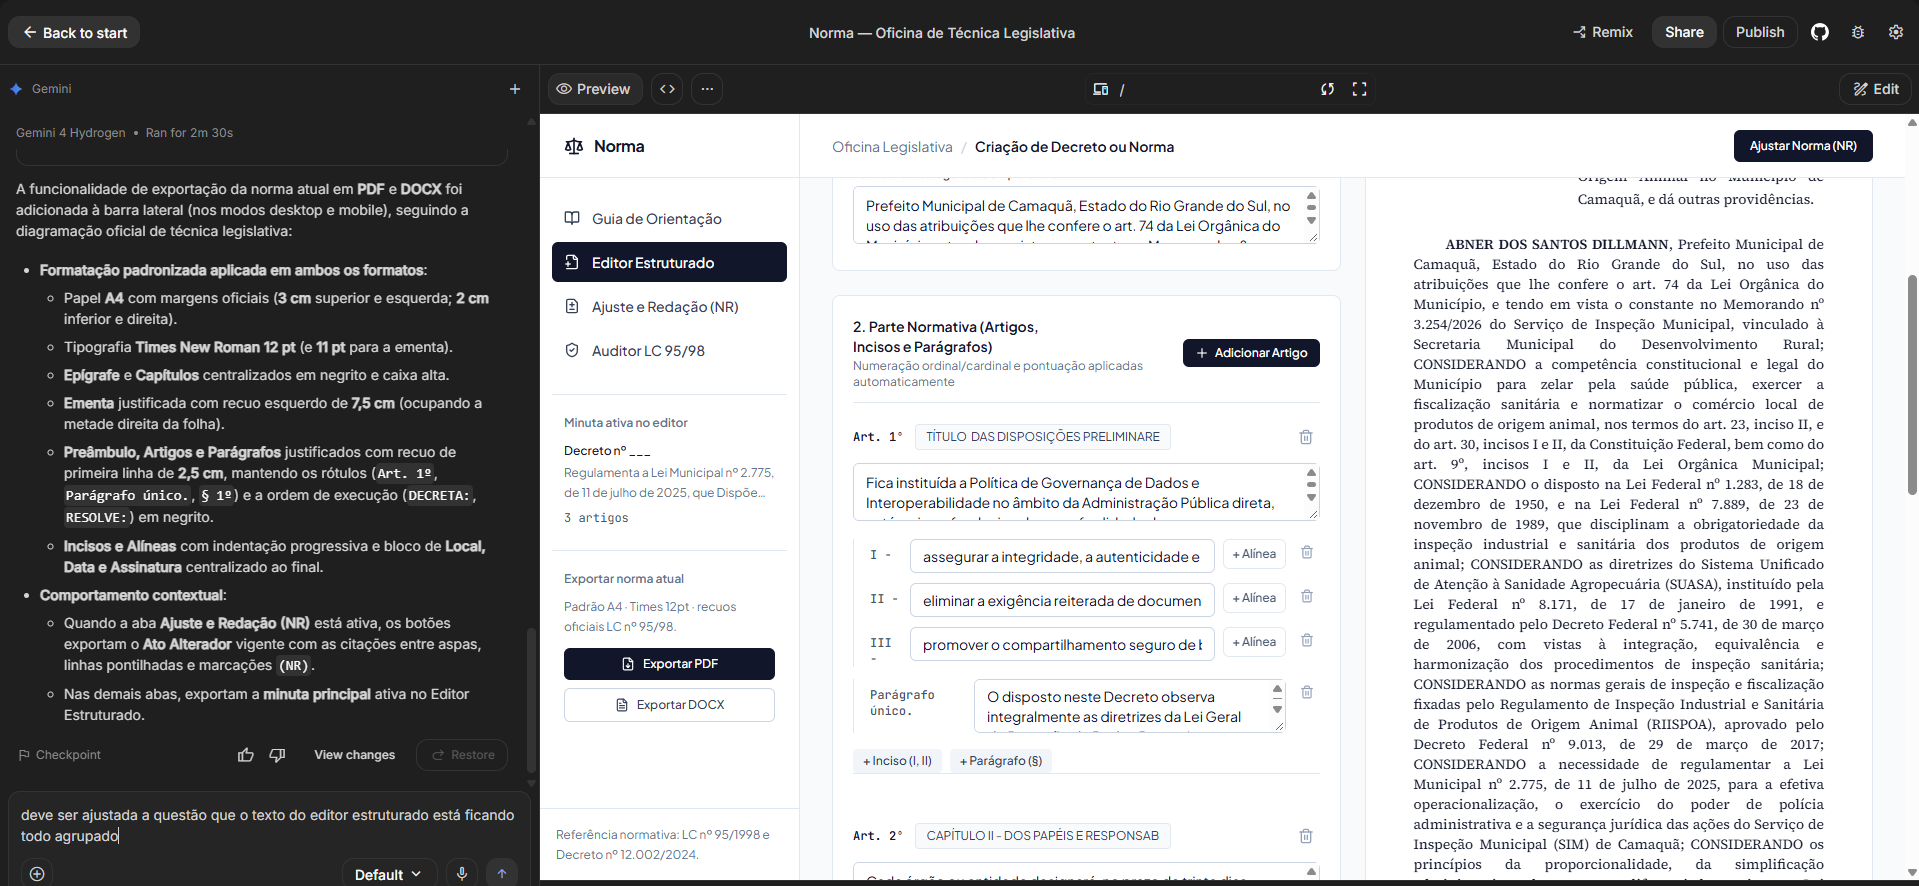 Back to start
Norma — Oficina de Técnica Legislativa
Remix
Share
Publish
Gemini
Preview
/
Edit
Gemini 4 Hydrogen • Ran for 2m 30s
A funcionalidade de exportação da norma atual em PDF e DOCX foi
adicionada à barra lateral (nos modos desktop e mobile), seguindo a
diagramação oficial de técnica legislativa:
• Formatação padronizada aplicada em ambos os formatos:
Papel A4 com margens oficiais (3 cm superior e esquerda; 2 cm
inferior e direita).
Tipografia Times New Roman 12 pt (e 11 pt para a ementa).
Epígrafe e Capítulos centralizados em negrito e caixa alta.
Ementa justificada com recuo esquerdo de 7,5 cm (ocupando a
metade direita da folha).
Preâmbulo, Artigos e Parágrafos justificados com recuo de
primeira linha de 2,5 cm, mantendo os rótulos (Art. 1º,
Parágrafo único., § 1º) e a ordem de execução (DECRETA:,
RESOLVE:) em negrito.
Incisos e Alíneas com indentação progressiva e bloco de Local,
Data e Assinatura centralizado ao final.
• Comportamento contextual:
Quando a aba Ajuste e Redação (NR) está ativa, os botões
exportam o Ato Alterador vigente com as citações entre aspas,
linhas pontilhadas e marcações (NR).
Nas demais abas, exportam a minuta principal ativa no Editor
Estruturado.
Checkpoint
View changes
Restore
deve ser ajustada a questão que o texto do editor estruturado está ficando
todo agrupado
Default
Norma
Guia de Orientação
Editor Estruturado
Ajuste e Redação (NR)
Auditor LC 95/98
Minuta ativa no editor
Decreto nº ___
Regulamenta a Lei Municipal nº 2.775,
de 11 de julho de 2025, que Dispõe...
3 artigos
Exportar norma atual
Padrão A4 · Times 12pt · recuos
oficiais LC nº 95/98.
Exportar PDF
Exportar DOCX
Referência normativa: LC nº 95/1998 e
Decreto nº 12.002/2024.
Oficina Legislativa / Criação de Decreto ou Norma
Ajustar Norma (NR)
Prefeito Municipal de Camaquã, Estado do Rio Grande do Sul, no
uso das atribuições que lhe confere o art. 74 da Lei Orgânica do
2. Parte Normativa (Artigos,
Incisos e Parágrafos)
Numeração ordinal/cardinal e pontuação aplicadas
automaticamente
+ Adicionar Artigo
Art. 1º
TÍTULO DAS DISPOSIÇÕES PRELIMINARE
Fica instituída a Política de Governança de Dados e
Interoperabilidade no âmbito da Administração Pública direta,
I -
assegurar a integridade, a autenticidade e
+ Alínea
II -
eliminar a exigência reiterada de documen
+ Alínea
III -
promover o compartilhamento seguro de b
+ Alínea
Parágrafo único.
O disposto neste Decreto observa
integralmente as diretrizes da Lei Geral
+ Inciso (I, II)
+ Parágrafo (§)
Art. 2º
CAPÍTULO II - DOS PAPÉIS E RESPONSAB
Cada órgão ou entidade designará, no prazo de trinta dias,
Origem Animal no Município de
Camaquã, e dá outras providências.
ABNER DOS SANTOS DILLMANN, Prefeito Municipal de
Camaquã, Estado do Rio Grande do Sul, no uso das
atribuições que lhe confere o art. 74 da Lei Orgânica do
Município, e tendo em vista o constante no Memorando nº
3.254/2026 do Serviço de Inspeção Municipal, vinculado à
Secretaria Municipal do Desenvolvimento Rural;
CONSIDERANDO a competência constitucional e legal do
Município para zelar pela saúde pública, exercer a
fiscalização sanitária e normatizar o comércio local de
produtos de origem animal, nos termos do art. 23, inciso II, e
do art. 30, incisos I e II, da Constituição Federal, bem como do
art. 9º, incisos I e II, da Lei Orgânica Municipal;
CONSIDERANDO o disposto na Lei Federal nº 1.283, de 18 de
dezembro de 1950, e na Lei Federal nº 7.889, de 23 de
novembro de 1989, que disciplinam a obrigatoriedade da
inspeção industrial e sanitária dos produtos de origem
animal; CONSIDERANDO as diretrizes do Sistema Unificado
de Atenção à Sanidade Agropecuária (SUASA), instituído pela
Lei Federal nº 8.171, de 17 de janeiro de 1991, e
regulamentado pelo Decreto Federal nº 5.741, de 30 de março
de 2006, com vistas à integração, equivalência e
harmonização dos procedimentos de inspeção sanitária;
CONSIDERANDO as normas gerais de inspeção e fiscalização
fixadas pelo Regulamento de Inspeção Industrial e Sanitária
de Produtos de Origem Animal (RIISPOA), aprovado pelo
Decreto Federal nº 9.013, de 29 de março de 2017;
CONSIDERANDO a necessidade de regulamentar a Lei
Municipal nº 2.775, de 11 de julho de 2025, para a efetiva
operacionalização, o exercício do poder de polícia
administrativa e a segurança jurídica das ações do Serviço de
Inspeção Municipal (SIM) de Camaquã; CONSIDERANDO os
princípios da proporcionalidade, da simplificação